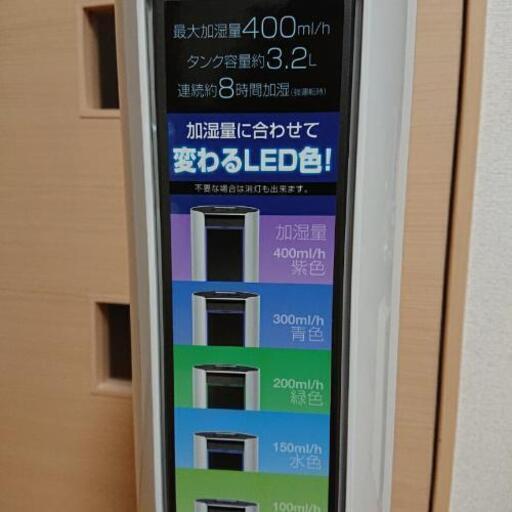 最大加湿量400ml/h
タンク容量約3.2L
連続約8時間加湿(強運転時)
加湿量に合わせて
変わるLED色!
不要な場合は消灯も出来ます。
加湿量
400ml/h
紫色
300ml/h
青色
200ml/h
緑色
150ml/h
水色
100ml/h